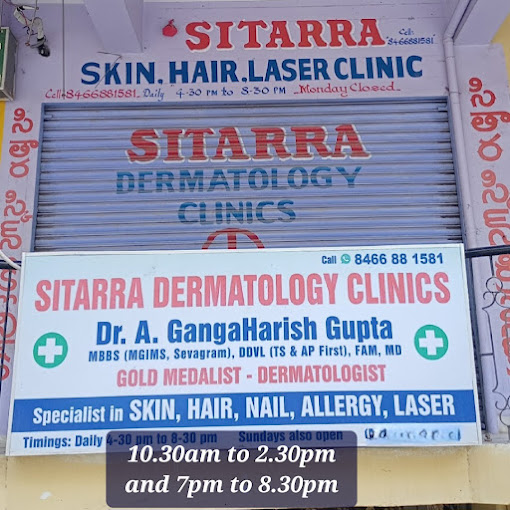 SITARRA
Cell: 8466881581
SKIN, HAIR. LASER CLINIC
Cell: 8466881581. Daily 4-30 PM to 8-30 PM Monday Closed
SITARRA
DERMATOLOGY
CLINICS
Call 8466 88 1581
SITARRA DERMATOLOGY CLINICS
Dr. A. GangaHarish Gupta
MBBS (MGIMS, Sevagram), DDVL (TS & AP First), FAM, MD
GOLD MEDALIST - DERMATOLOGIST
Specialist in SKIN, HAIR, NAIL, ALLERGY, LASER
Timings: Daily 4-30 pm to 8-30 pm Sundays also open
10.30am to 2.30pm
and 7pm to 8.30pm